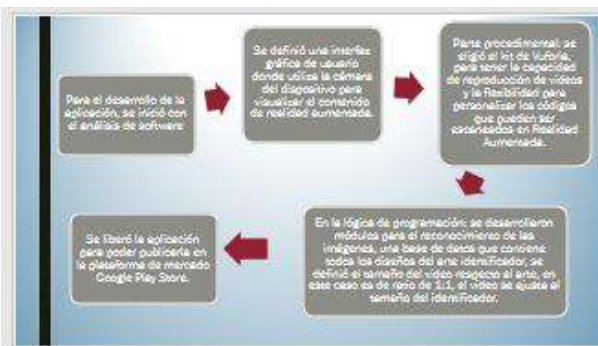 Para el desarrollo de la
aplicación, se inició con
el análisis de software
Se definió una interfaz
gráfica de usuario
donde utiliza la cámara
del dispositivo para
visualizar el contenido
de realidad aumentada.
Parte procedimental: se
eligió el kit de Vuforia,
para tener la capacidad
de reproducción de videos
y la flexibilidad para
personalizar los códigos
que pueden ser
escaneados en Realidad
Aumentada.
En la lógica de programación: se desarrollaron
módulos para el reconocimiento de las
imágenes, una base de datos que contiene
todos los diseños del arte identificador, se
definió el tamaño del video respecto al arte, en
este caso es de ratio de 1:1, el video se ajusta al
tamaño del identificador.
Se liberó la aplicación
para poder publicarla en
la plataforma de mercado
Google Play Store.